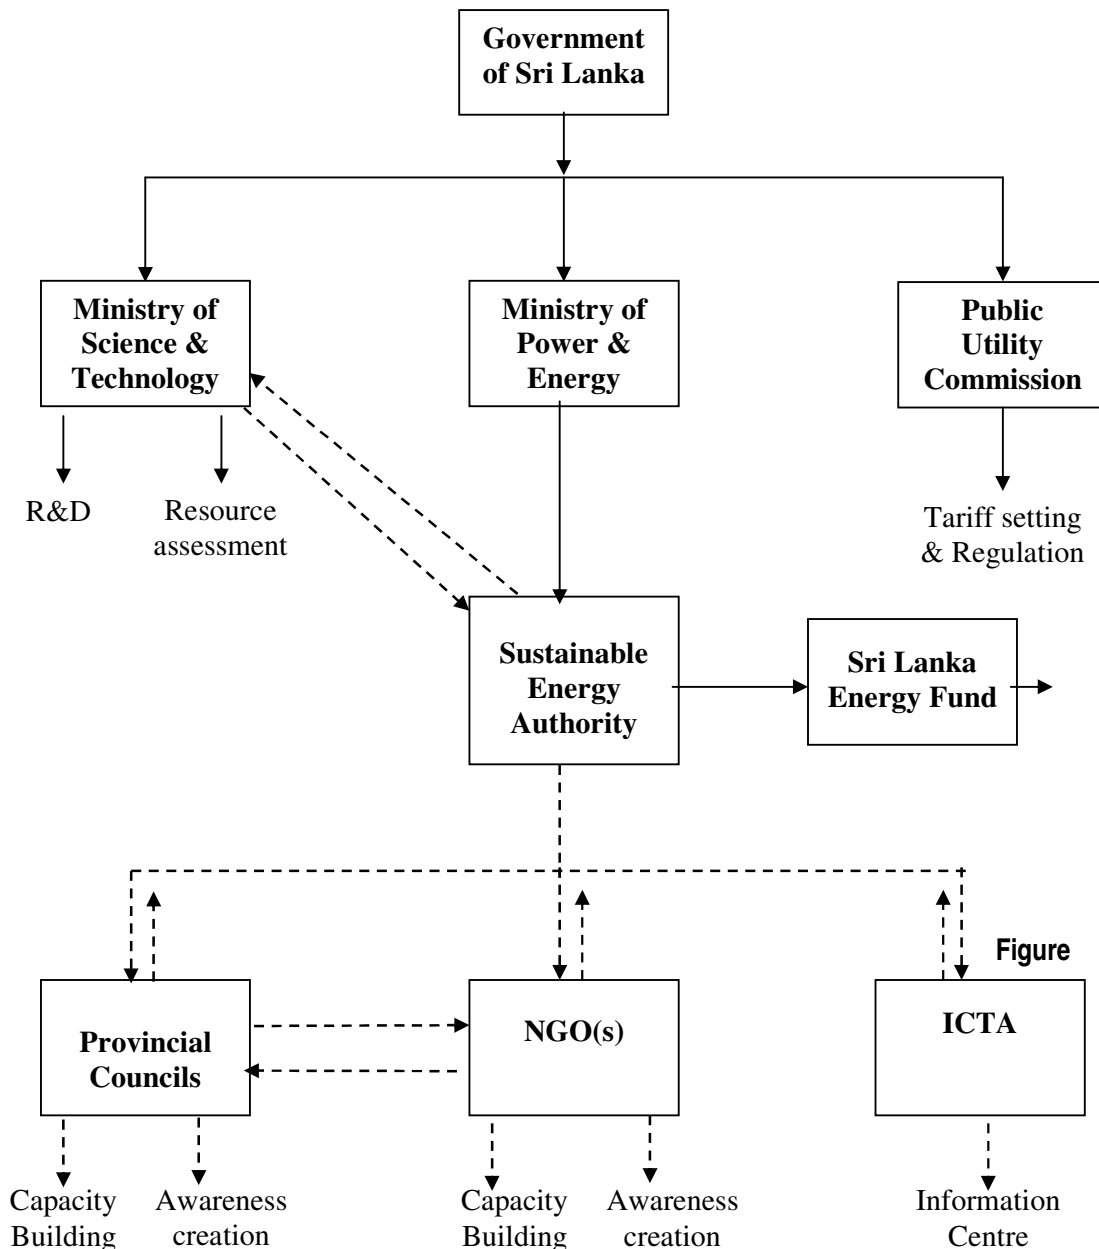 Government
of Sri Lanka
Ministry of
Science &
Technology
Ministry of
Power &
Energy
Public
Utility
Commission
R&D
Resource
assessment
Tariff setting
& Regulation
Sustainable
Energy
Authority
Sri Lanka
Energy Fund
Figure
Provincial
Councils
NGO(s)
ICTA
Capacity
Building
Awareness
creation
Capacity
Building
Awareness
creation
Information
Centre